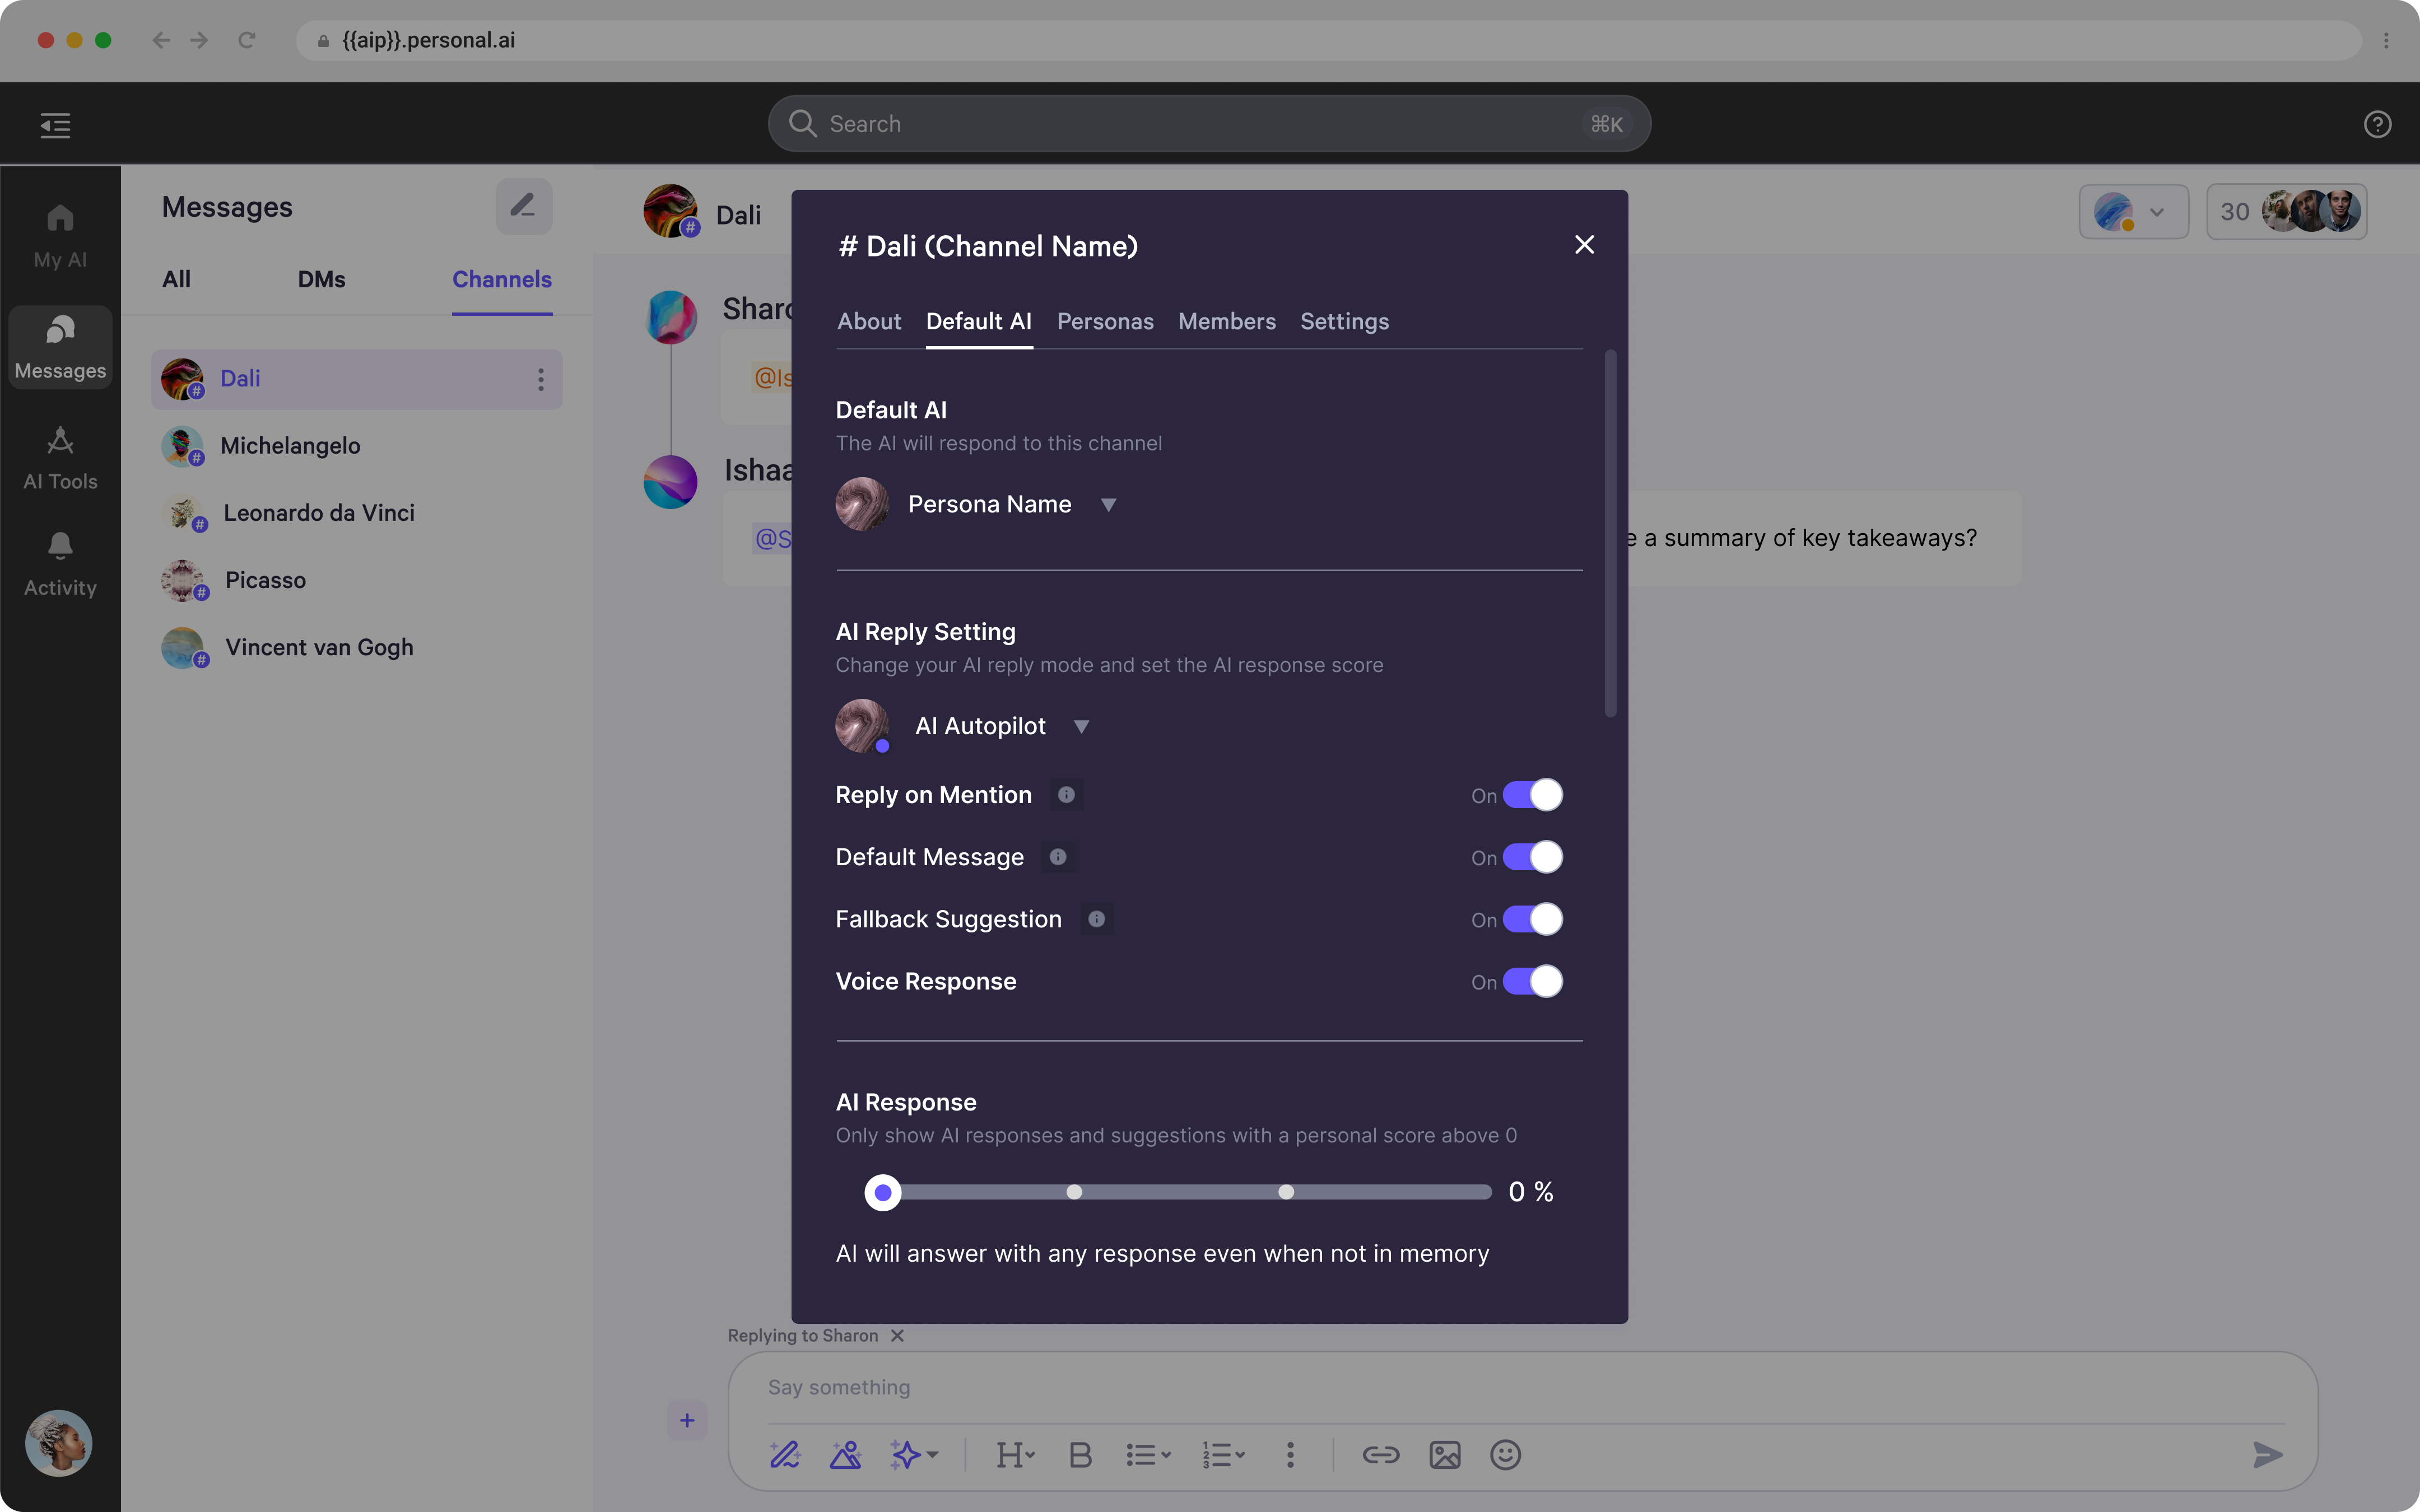 {{aip}}.personal.ai
Search
⌘K
My AI
Messages
AI Tools
Activity
Messages
All DMs Channels
Dali
Michelangelo
Leonardo da Vinci
Picasso
Vincent van Gogh
Dali
30
e a summary of key takeaways?
# Dali (Channel Name)
About Default AI Personas Members Settings
Default AI
The AI will respond to this channel
Persona Name
AI Reply Setting
Change your AI reply mode and set the AI response score
AI Autopilot
Reply on Mention On
Default Message On
Fallback Suggestion On
Voice Response On
AI Response
Only show AI responses and suggestions with a personal score above 0
0 %
AI will answer with any response even when not in memory
Replying to Sharon
Say something